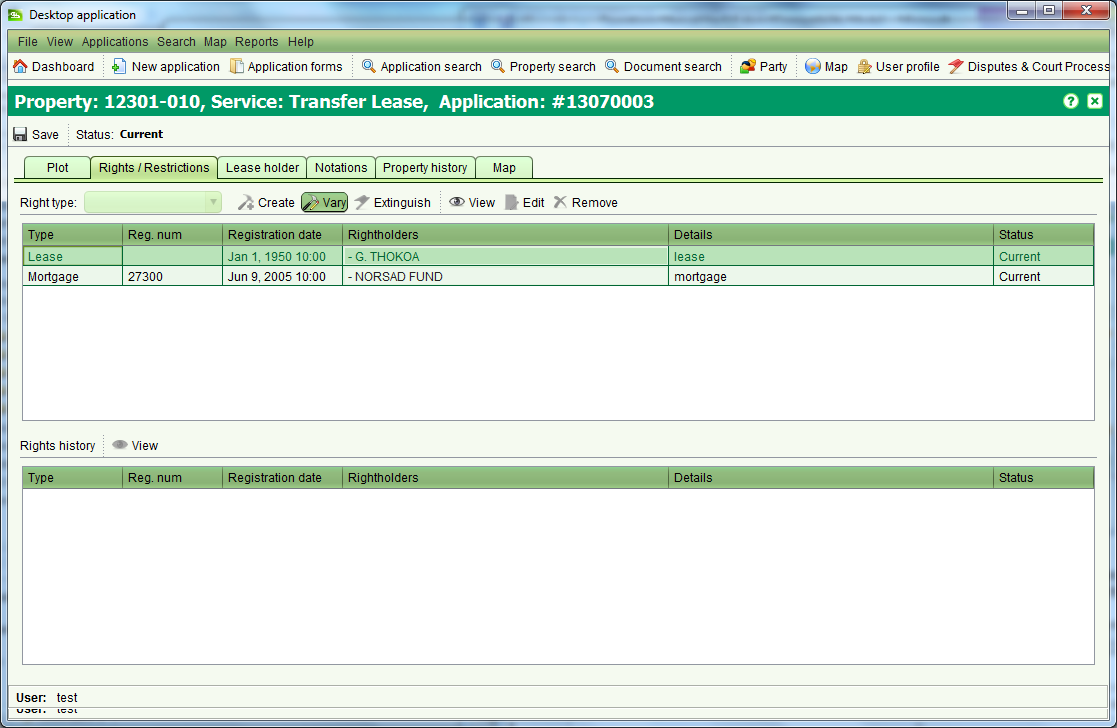 Desktop application
File View Applications Search Map Reports Help
Dashboard New application Application forms Application search Property search Document search Party Map User profile Disputes & Court Process
Property: 12301-010, Service: Transfer Lease, Application: #13070003
Save Status: Current
Plot Rights / Restrictions Lease holder Notations Property history Map
Right type: Create Vary Extinguish View Edit Remove
Type Reg. num Registration date Rightholders Details Status
Lease Jan 1, 1950 10:00 - G. THOKOA lease Current
Mortgage 27300 Jun 9, 2005 10:00 - NORSAD FUND mortgage Current
Rights history View
Type Reg. num Registration date Rightholders Details Status
User: test
User: test